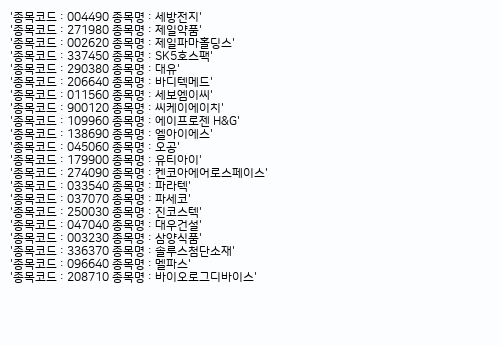 '종목코드 : 004490 종목명 : 세방전지'
'종목코드 : 271980 종목명 : 제일약품'
'종목코드 : 002620 종목명 : 제일파마홀딩스'
'종목코드 : 337450 종목명 : SK5호스팩'
'종목코드 : 290380 종목명 : 대유'
'종목코드 : 206640 종목명 : 바디텍메드'
'종목코드 : 011560 종목명 : 세보엠이씨'
'종목코드 : 900120 종목명 : 씨케이에이치'
'종목코드 : 109960 종목명 : 에이프로젠 H&G'
'종목코드 : 138690 종목명 : 엘아이에스'
'종목코드 : 045060 종목명 : 오공'
'종목코드 : 179900 종목명 : 유티아이'
'종목코드 : 274090 종목명 : 켄코아에어로스페이스'
'종목코드 : 033540 종목명 : 파라텍'
'종목코드 : 037070 종목명 : 파세코'
'종목코드 : 250030 종목명 : 진코스텍'
'종목코드 : 047040 종목명 : 대우건설'
'종목코드 : 003230 종목명 : 삼양식품'
'종목코드 : 336370 종목명 : 솔루스첨단소재'
'종목코드 : 096640 종목명 : 멜파스'
'종목코드 : 208710 종목명 : 바이오로그디바이스'